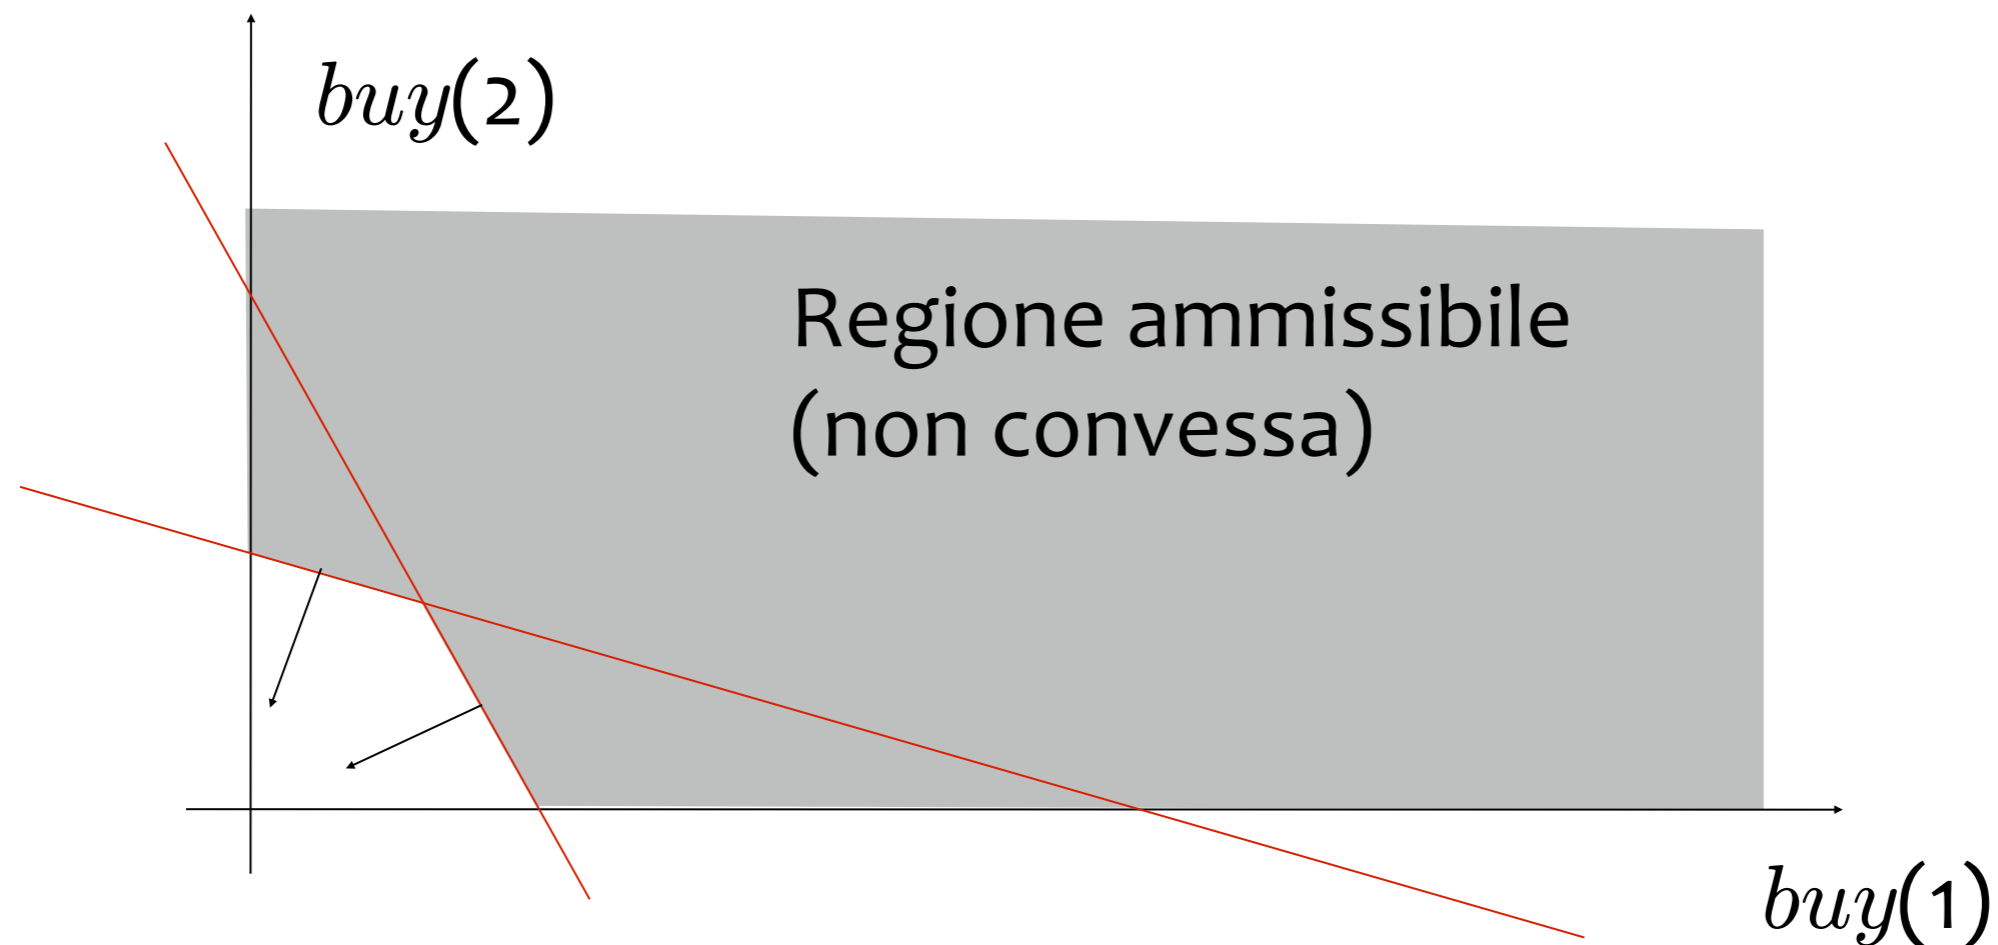 buy(2)
Regione ammissibile
(non convessa)
buy(1)